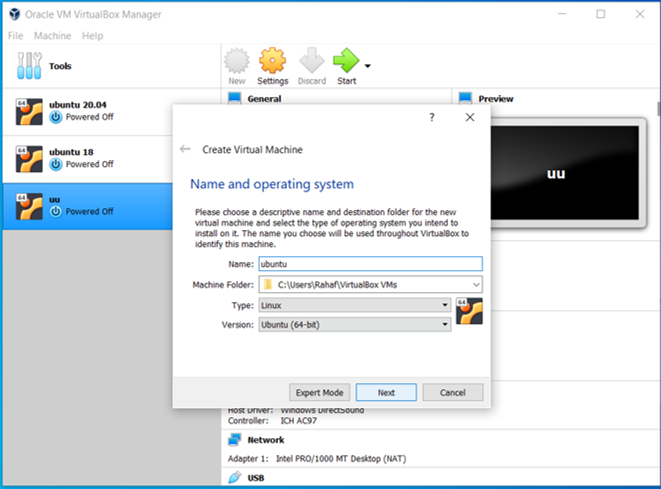 Oracle VM VirtualBox Manager
File Machine Help
Tools
New Settings Discard Start
ubuntu 20.04
Powered Off
ubuntu 18
Powered Off
uu
Powered Off
General
Preview
uu
?
Create Virtual Machine
Name and operating system
Please choose a descriptive name and destination folder for the new
virtual machine and select the type of operating system you intend to
install on it. The name you choose will be used throughout VirtualBox to
identify this machine.
Name: ubuntu
Machine Folder: C:\Users\Rahaf\VirtualBox VMs
Type: Linux
Version: Ubuntu (64-bit)
64
Expert Mode Next Cancel
Host Driver: Windows DirectSound
Controller: ICH AC97
Network
Adapter 1: Intel PRO/1000 MT Desktop (NAT)
USB